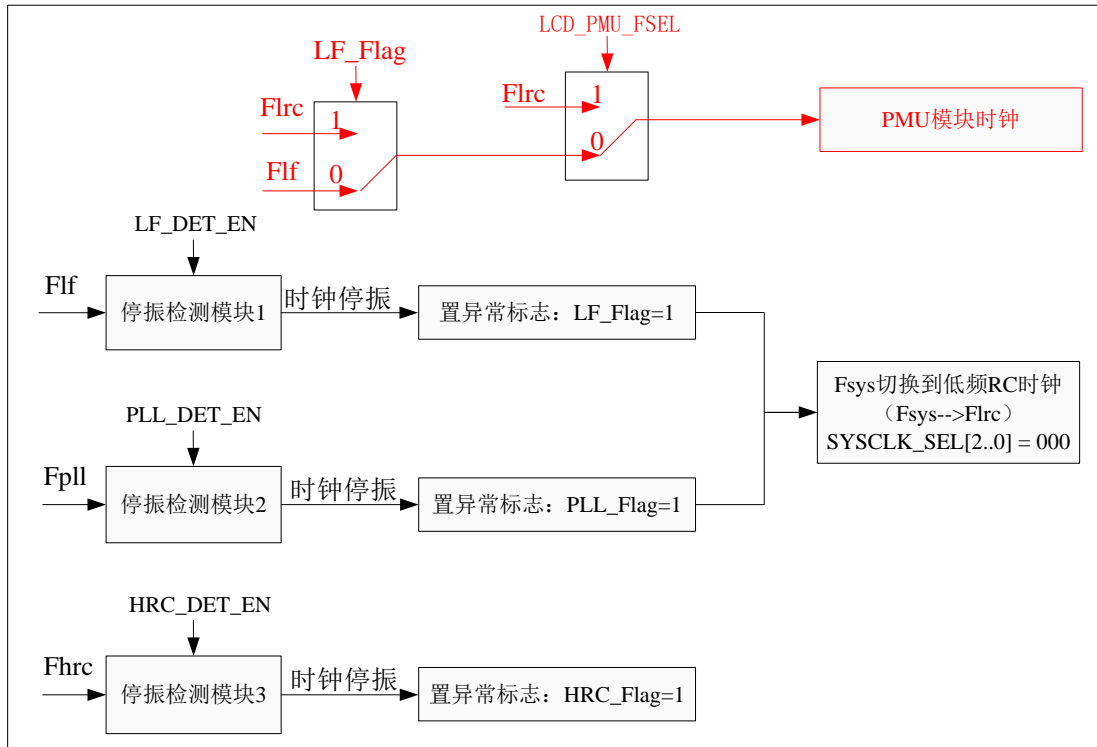 LCD_PMU_FSEL
LF_Flag
Flrc
1
PMU模块时钟
Flrc
1
0
Flf
0
LF_DET_EN
Flf
停振检测模块1
时钟停振
置异常标志：LF_Flag=1
Fsys切换到低频RC时钟
（Fsys-->Flrc）
SYSCLK_SEL[2..0] = 000
PLL_DET_EN
Fpll
停振检测模块2
时钟停振
置异常标志：PLL_Flag=1
HRC_DET_EN
Fhrc
停振检测模块3
时钟停振
置异常标志：HRC_Flag=1